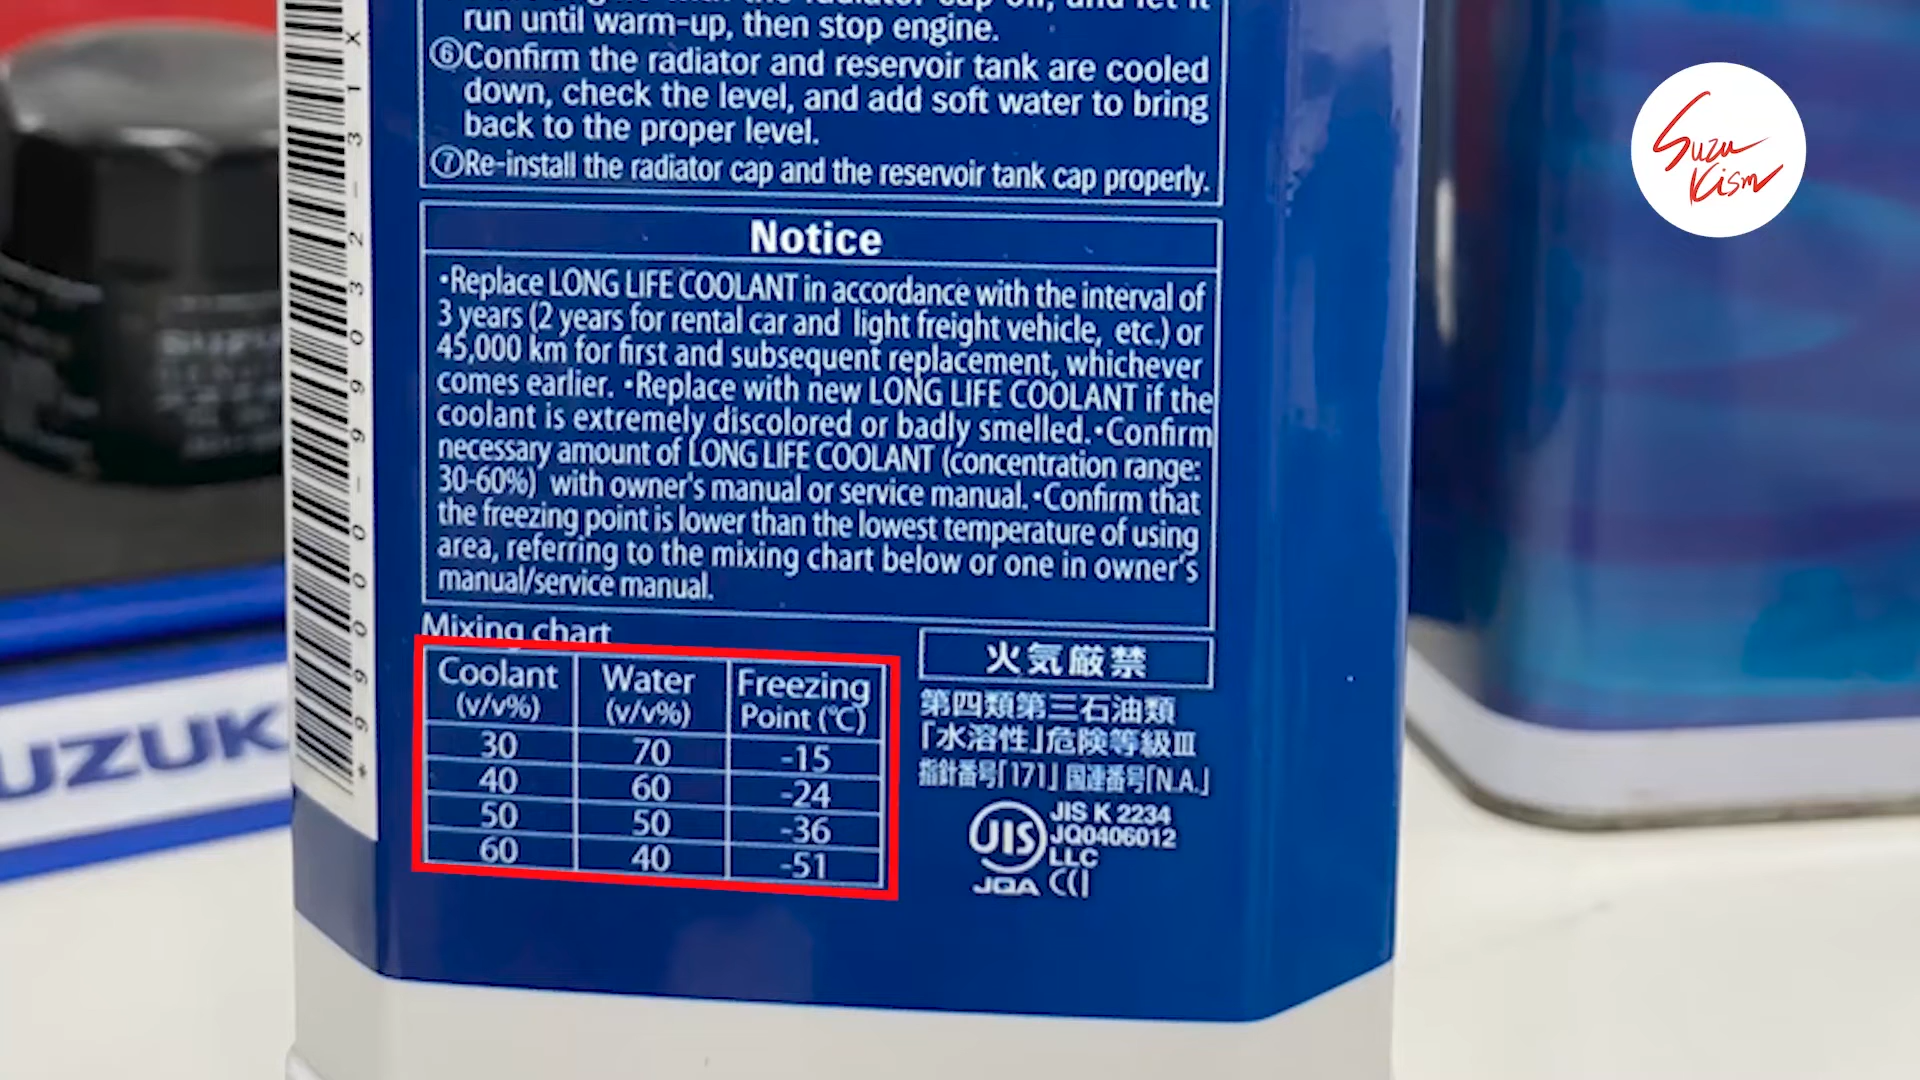 run until warm-up, then stop engine.
⑥Confirm the radiator and reservoir tank are cooled
down, check the level, and add soft water to bring
back to the proper level.
⑦Re-install the radiator cap and the reservoir tank cap properly.
Notice
•Replace LONG LIFE COOLANT in accordance with the interval of
3 years (2 years for rental car and light freight vehicle, etc.) or
45,000 km for first and subsequent replacement, whichever
comes earlier. •Replace with new LONG LIFE COOLANT if the
coolant is extremely discolored or badly smelled. •Confirm
necessary amount of LONG LIFE COOLANT (concentration range:
30-60%) with owner's manual or service manual. •Confirm that
the freezing point is lower than the lowest temperature of using
area, referring to the mixing chart below or one in owner's
manual/service manual.
Mixing chart
Coolant (v/v%) Water (v/v%) Freezing Point (℃)
30 70 -15
40 60 -24
50 50 -36
60 40 -51
火気厳禁
第四類第三石油類
「水溶性」危険等級Ⅲ
指針番号「171」国連番号「N.A.」
JIS
JQA
JIS K 2234
JQ0406012
LLC
CCI
99000-99032-31X
UZUK
SUZU
Suzu
Kism